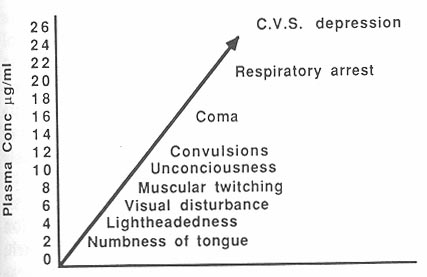 C.V.S. depression
Respiratory arrest
Coma
Convulsions
Unconciousness
Muscular twitching
Visual disturbance
Lightheadedness
Numbness of tongue
Plasma Conc µg/ml
26
24
22
20
18
16
14
12
10
8
6
4
2
0